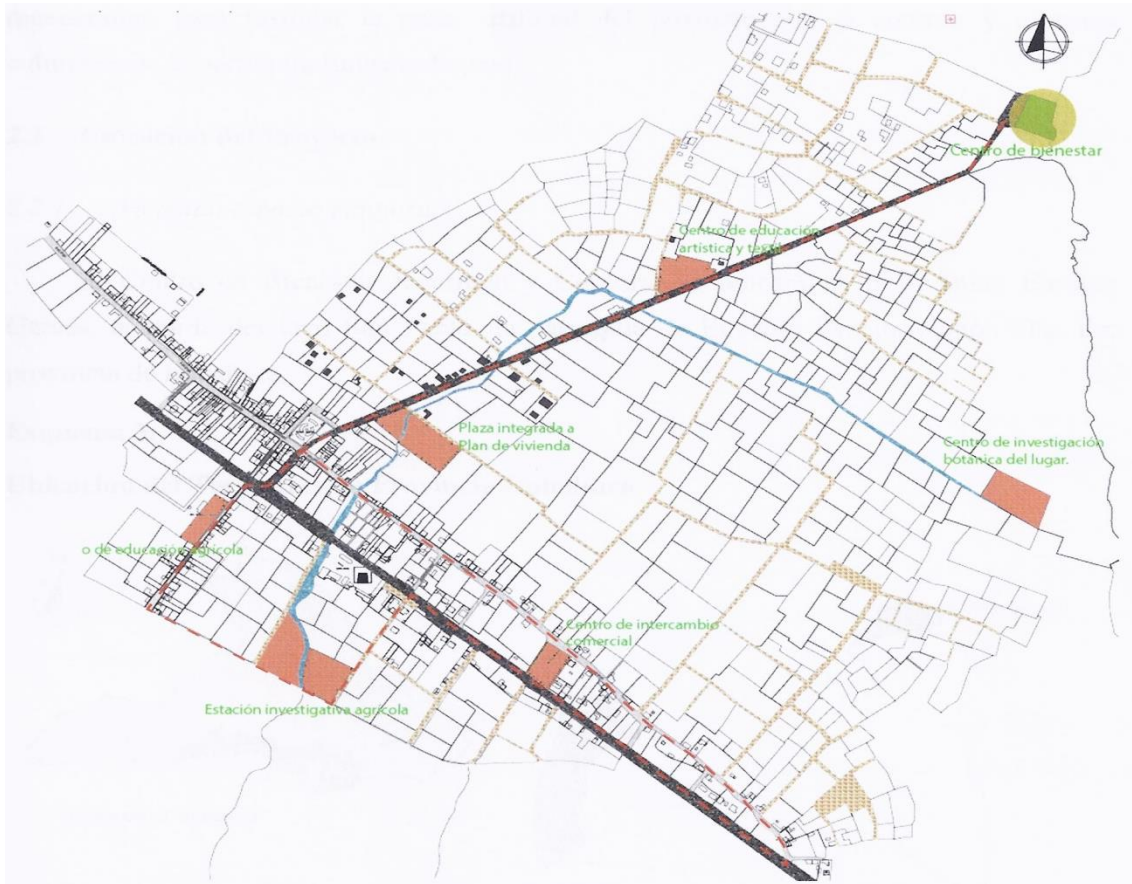 Centro de bienestar
Centro de educación
artística y textil
Plaza integrada a
Plan de vivienda
Centro de investigación
botánica del lugar.
o de educación agrícola
Centro de intercambio
comercial
Estación investigativa agrícola